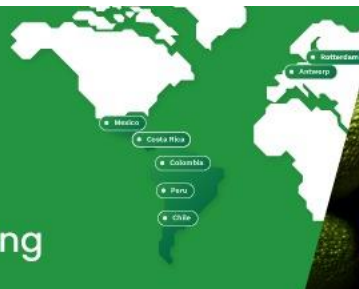 Rotterdam
Antwerp
Mexico
Costa Rica
Colombia
Peru
Chile
ng